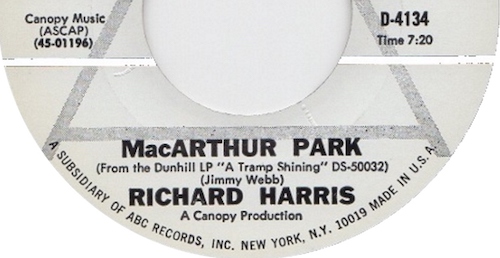 Canopy Music
(ASCAP)
(45-01196)
D-4134
Time 7:20
MacARTHUR PARK
(From the Dunhill LP "A Tramp Shining" DS-50032)
(Jimmy Webb)
RICHARD HARRIS
A Canopy Production
A SUBSIDIARY OF ABC RECORDS, INC. NEW YORK, N.Y. 10019 MADE IN U.S.A.